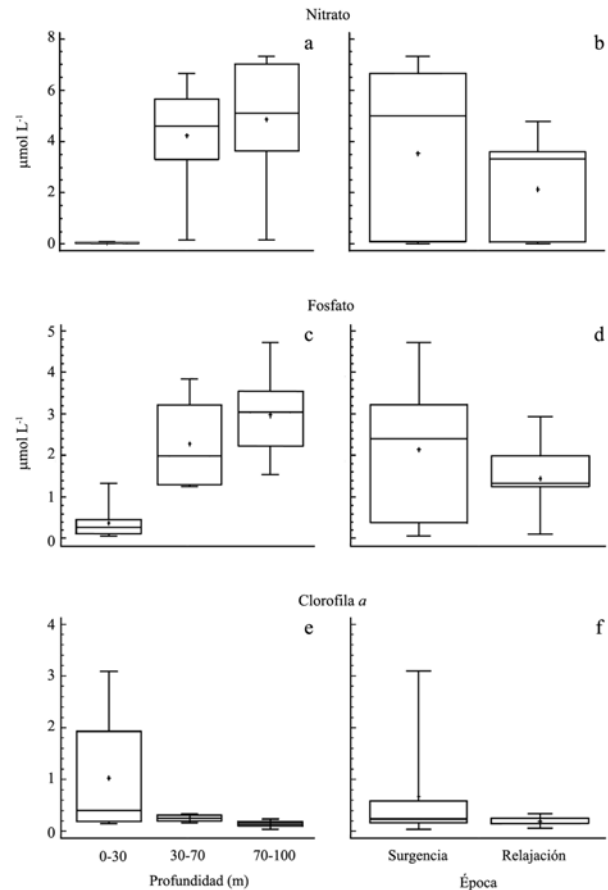 Nitrato
a
b
8
6
4
2
0
µmol L-1
Fosfato
c
d
5
4
3
2
1
0
µmol L-1
Clorofila a
e
f
4
3
2
1
0
0-30 30-70 70-100
Surgencia Relajación
Profundidad (m)
Época